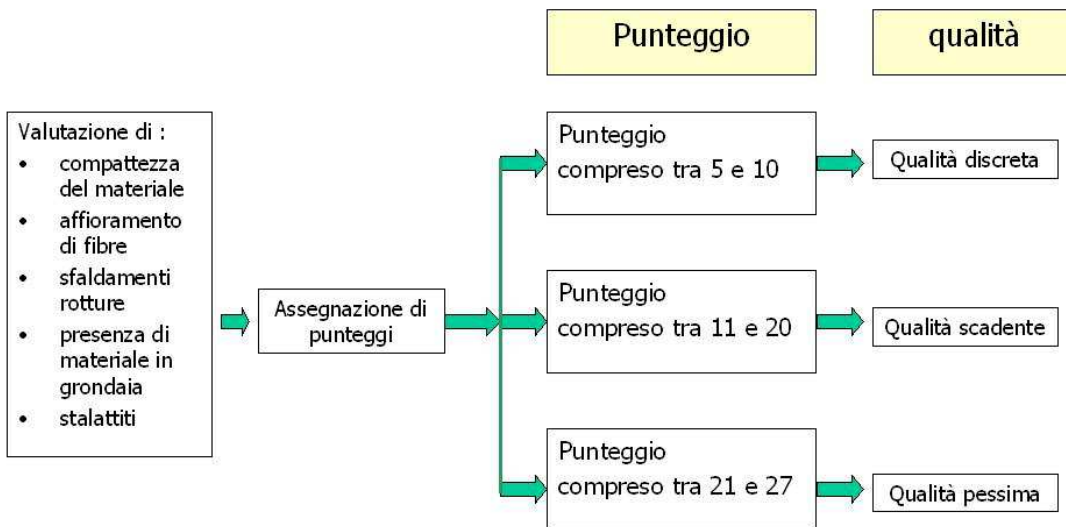 Punteggio
qualità
Valutazione di :
• compattezza
del materiale
• affioramento
di fibre
• sfaldamenti
rotture
• presenza di
materiale in
grondaia
• stalattiti
Assegnazione di
punteggi
Punteggio
compreso tra 5 e 10
Qualità discreta
Punteggio
compreso tra 11 e 20
Qualità scadente
Punteggio
compreso tra 21 e 27
Qualità pessima